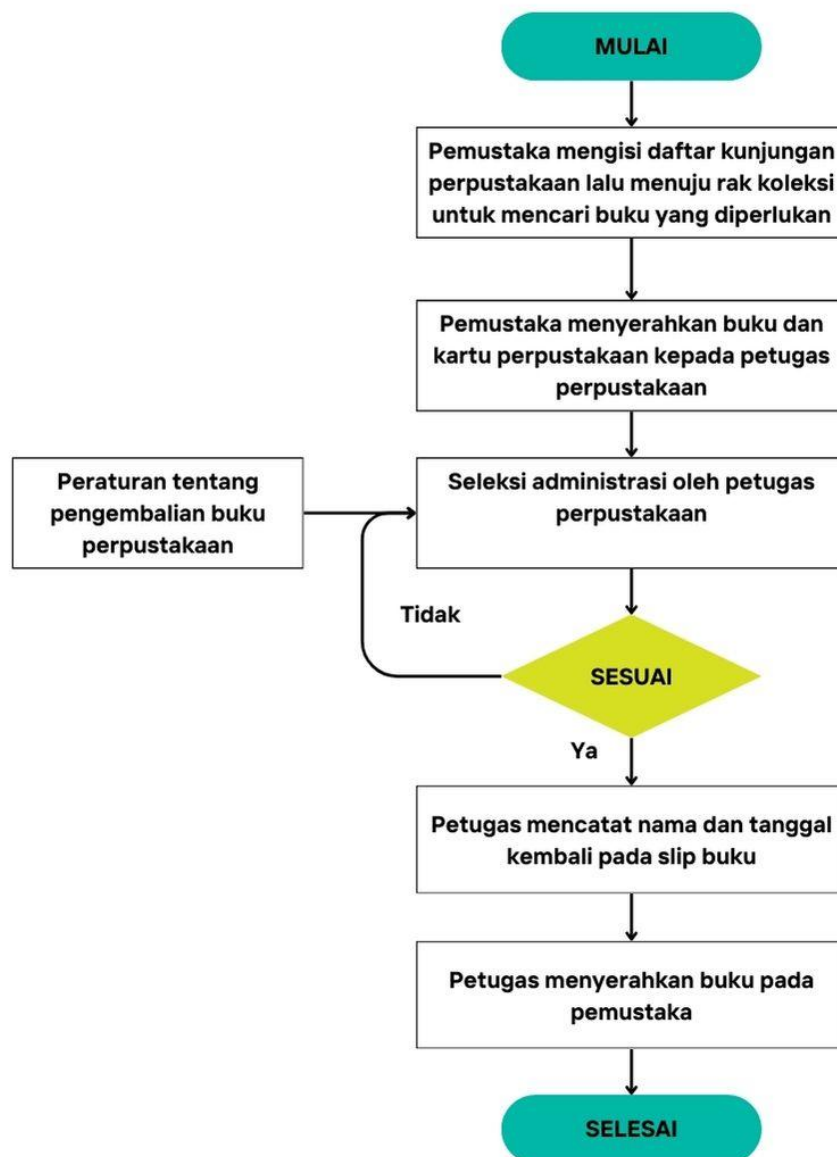 MULAI
Pemustaka mengisi daftar kunjungan
perpustakaan lalu menuju rak koleksi
untuk mencari buku yang diperlukan
Pemustaka menyerahkan buku dan
kartu perpustakaan kepada petugas
perpustakaan
Peraturan tentang
pengembalian buku
perpustakaan
Seleksi administrasi oleh petugas
perpustakaan
Tidak
SESUAI
Ya
Petugas mencatat nama dan tanggal
kembali pada slip buku
Petugas menyerahkan buku pada
pemustaka
SELESAI